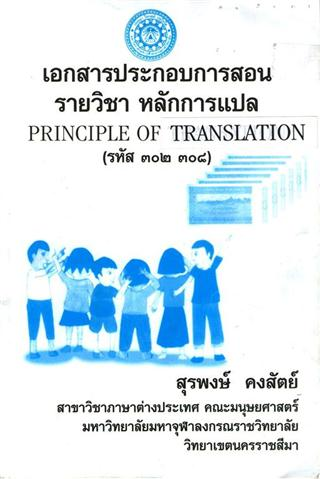 เอกสารประกอบการสอน
รายวิชา หลักการแปล
PRINCIPLE OF TRANSLATION
(รหัส ๓๐๒ ๓๐๔)
สุรพงษ์ คงสัตย์
สาขาวิชาภาษาต่างประเทศ คณะมนุษยศาสตร์
มหาวิทยาลัยมหาจุฬาลงกรณราชวิทยาลัย
วิทยาเขตนครราชสีมา